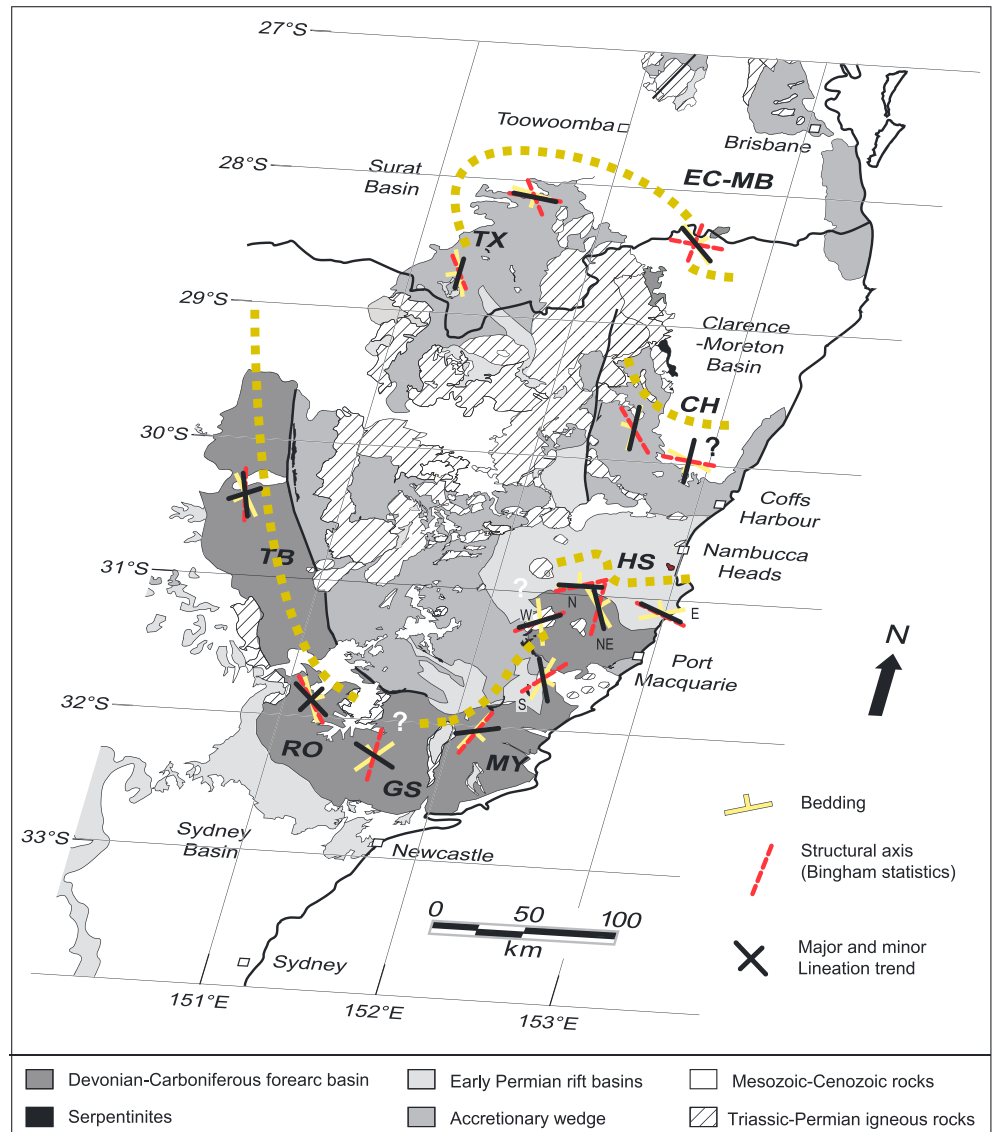 27°S
Toowoomba
Brisbane
28°S
Surat
Basin
EC-MB
TX
29°S
Clarence
-Moreton
Basin
CH
30°S
?
Coffs
Harbour
TB
HS
Nambucca
Heads
31°S
?
N
W
E
NE
N
Port
Macquarie
S
32°S
?
RO
MY
GS
Bedding
Sydney
Basin
33°S
Newcastle
Structural axis
(Bingham statistics)
0 50 100
km
Major and minor
Lineation trend
Sydney
151°E
152°E
153°E
Devonian-Carboniferous forearc basin
Early Permian rift basins
Mesozoic-Cenozoic rocks
Serpentinites
Accretionary wedge
Triassic-Permian igneous rocks